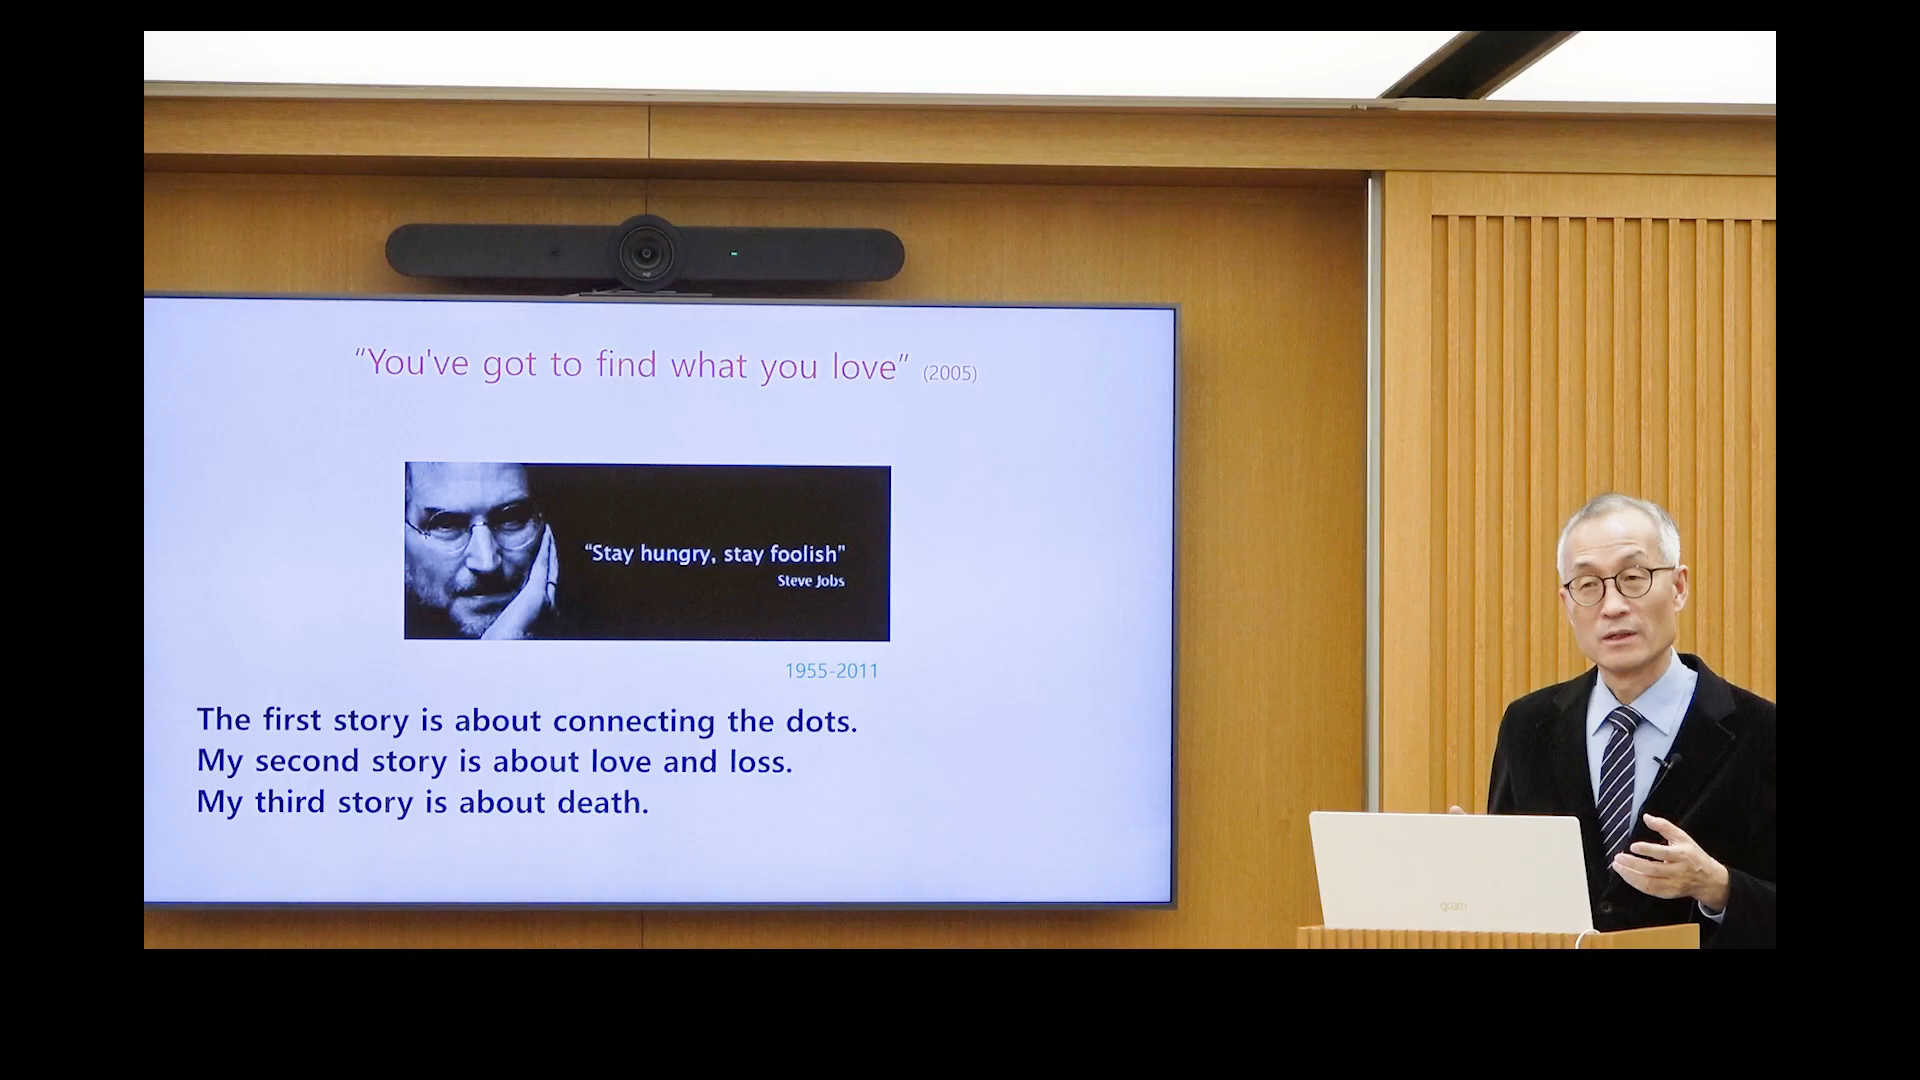 “You've got to find what you love” (2005)
“Stay hungry, stay foolish”
Steve Jobs
1955-2011
The first story is about connecting the dots.
My second story is about love and loss.
My third story is about death.
gram